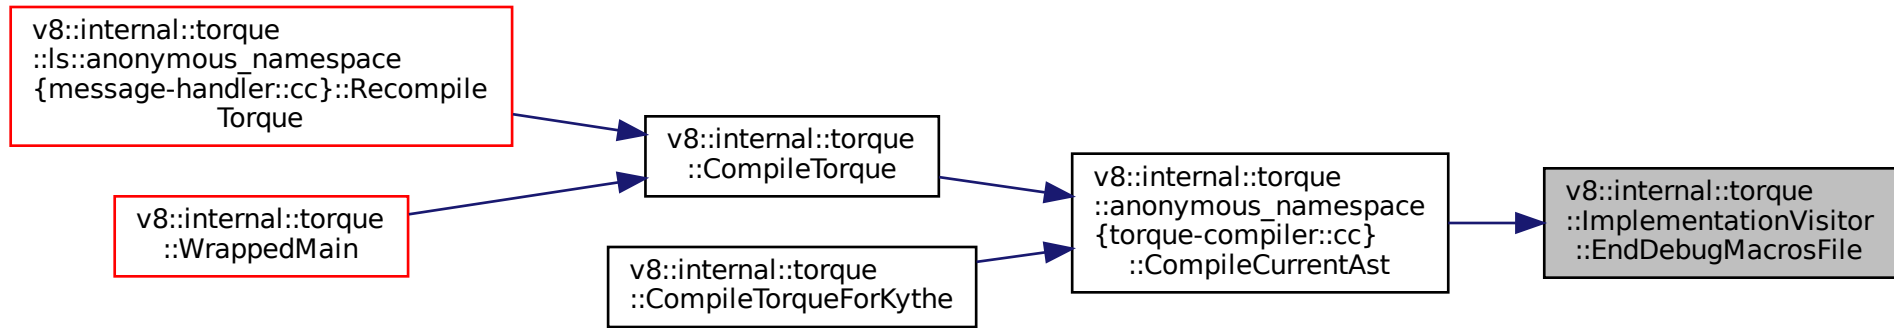 v8::internal::torque
::ls::anonymous_namespace
{message-handler::cc}::Recompile
Torque
v8::internal::torque
::WrappedMain
v8::internal::torque
::CompileTorque
v8::internal::torque
::CompileTorqueForKythe
v8::internal::torque
::anonymous_namespace
{torque-compiler::cc}
::CompileCurrentAst
v8::internal::torque
::ImplementationVisitor
::EndDebugMacrosFile